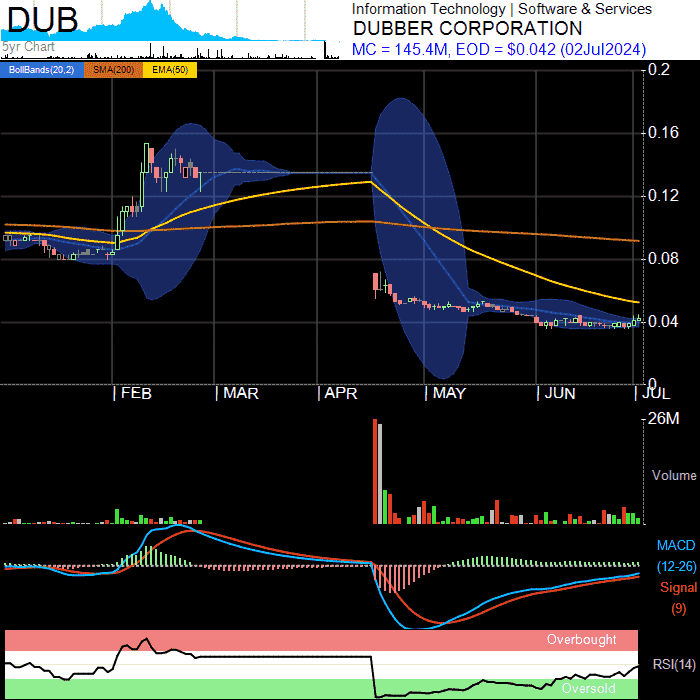 DUB
5yr Chart
Information Technology | Software & Services
DUBBER CORPORATION
MC = 145.4M, EOD = $0.042 (02Jul2024)
BollBands(20,2) SMA(200) EMA(50)
0.2
0.16
0.12
0.08
0.04
0
FEB MAR APR MAY JUN JUL
26M
Volume
MACD
(12-26)
Signal
(9)
Overbought
RSI(14)
Oversold